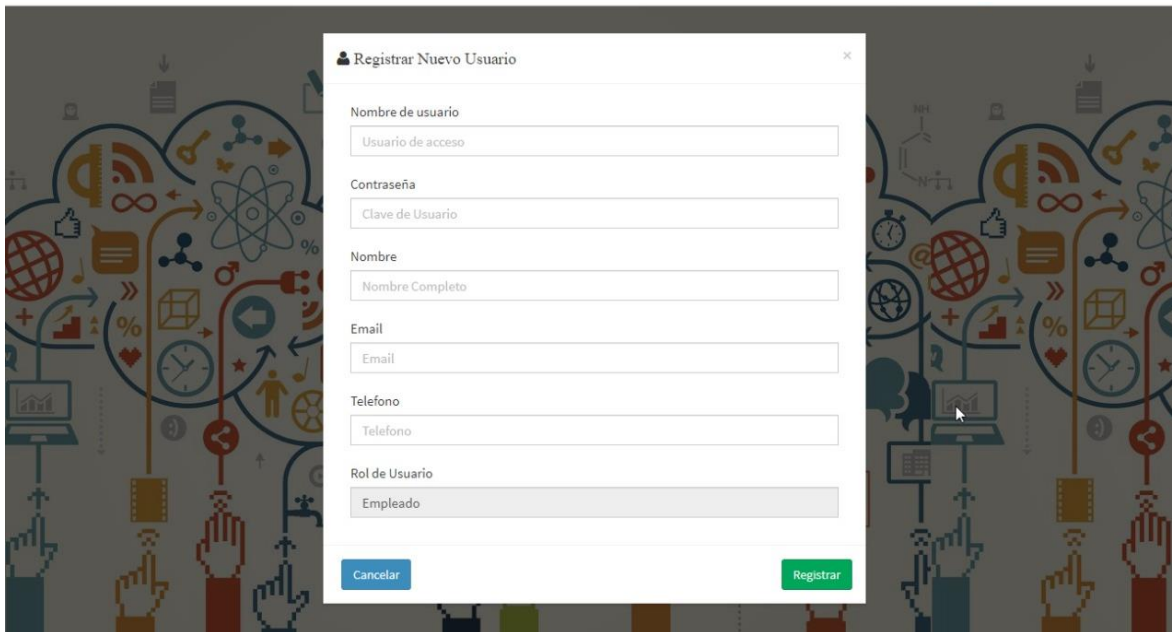 Registrar Nuevo Usuario
×
Nombre de usuario
Usuario de acceso
Contraseña
Clave de Usuario
Nombre
Nombre Completo
Email
Email
Telefono
Telefono
Rol de Usuario
Empleado
Cancelar
Registrar